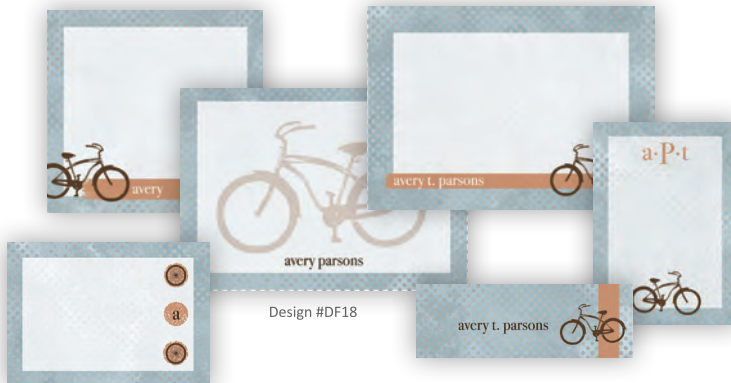 avery
avery parsons
avery t. parsons
a·P·t
a
Design #DF18
avery t. parsons